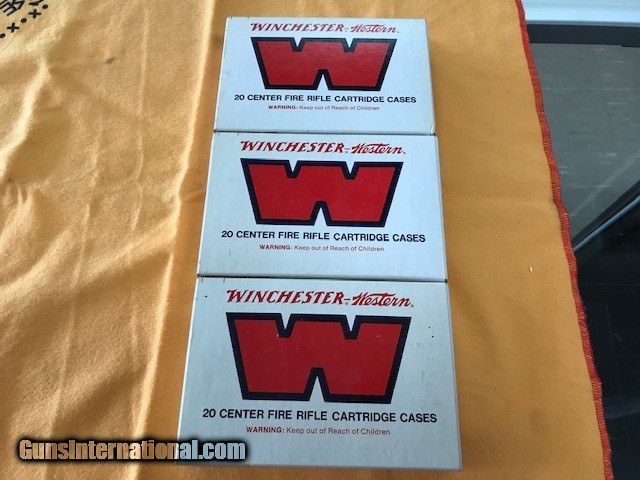 WINCHESTER-Western®
W
20 CENTER FIRE RIFLE CARTRIDGE CASES
WARNING: Keep out of Reach of Children
WINCHESTER-Western®
W
20 CENTER FIRE RIFLE CARTRIDGE CASES
WARNING: Keep out of Reach of Children
WINCHESTER-Western®
W
20 CENTER FIRE RIFLE CARTRIDGE CASES
WARNING: Keep out of Reach of Children
GunsInternational.com